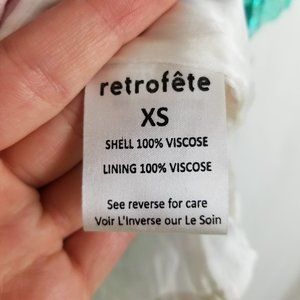 retrofête
XS
SHELL 100% VISCOSE
LINING 100% VISCOSE
See reverse for care
Voir L'Inverse our Le Soin